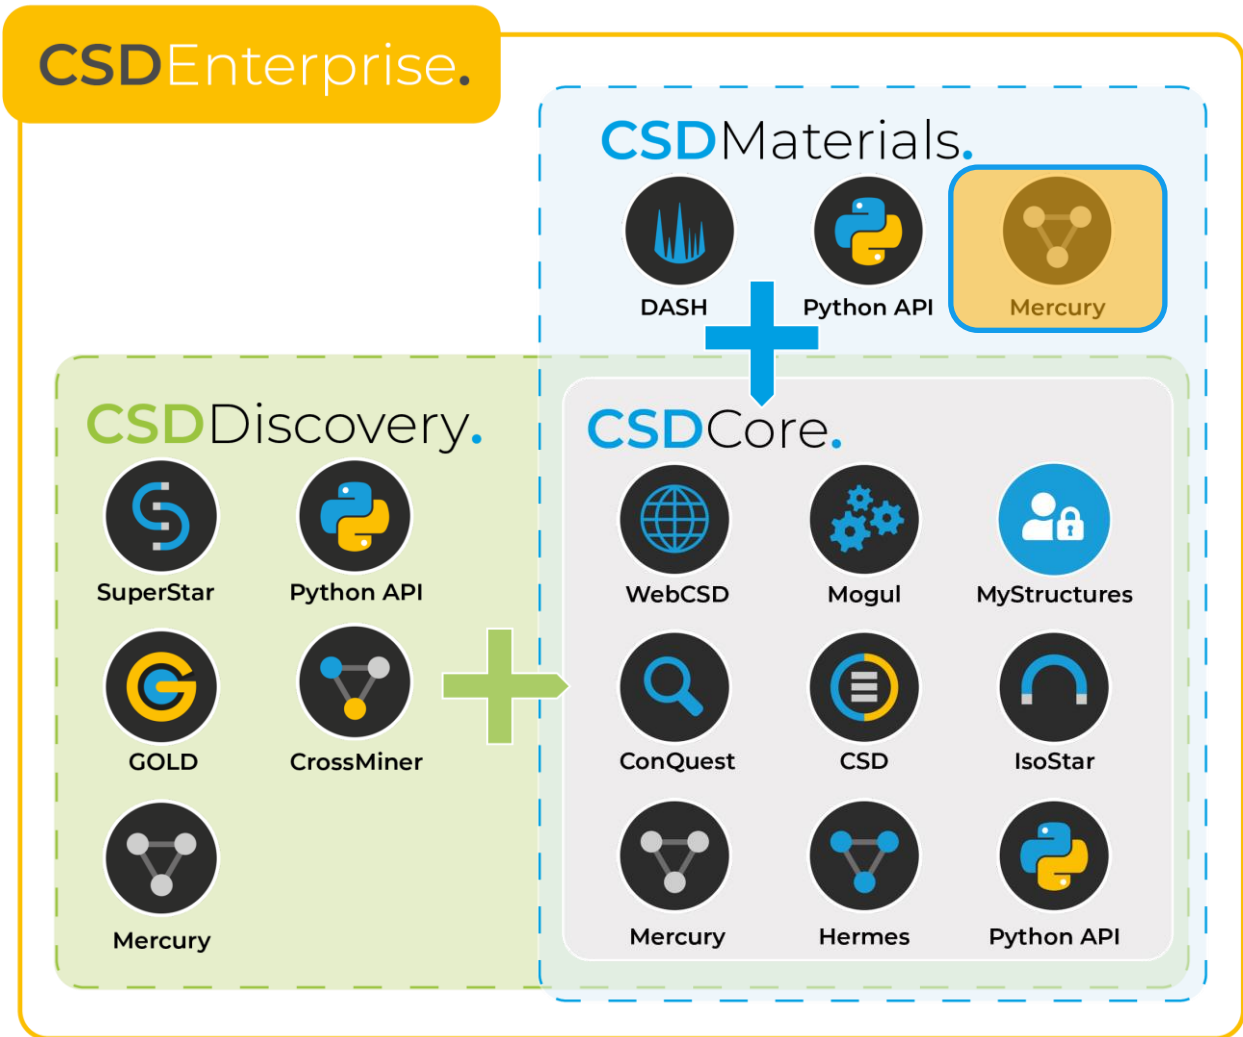 CSDEnterprise.
CSDMaterials.
DASH
Python API
Mercury
CSDDiscovery.
SuperStar
Python API
GOLD
CrossMiner
Mercury
CSDCore.
WebCSD
Mogul
MyStructures
ConQuest
CSD
IsoStar
Mercury
Hermes
Python API